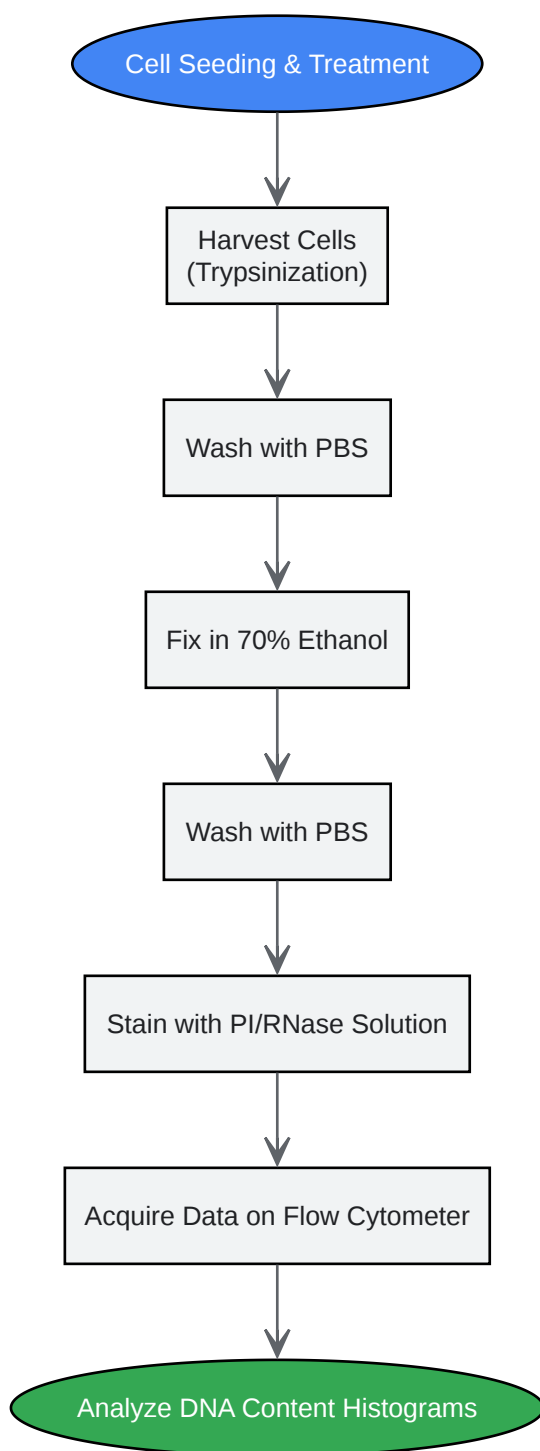 Cell Seeding & Treatment
Harvest Cells
(Trypsinization)
Wash with PBS
Fix in 70% Ethanol
Wash with PBS
Stain with PI/RNase Solution
Acquire Data on Flow Cytometer
Analyze DNA Content Histograms